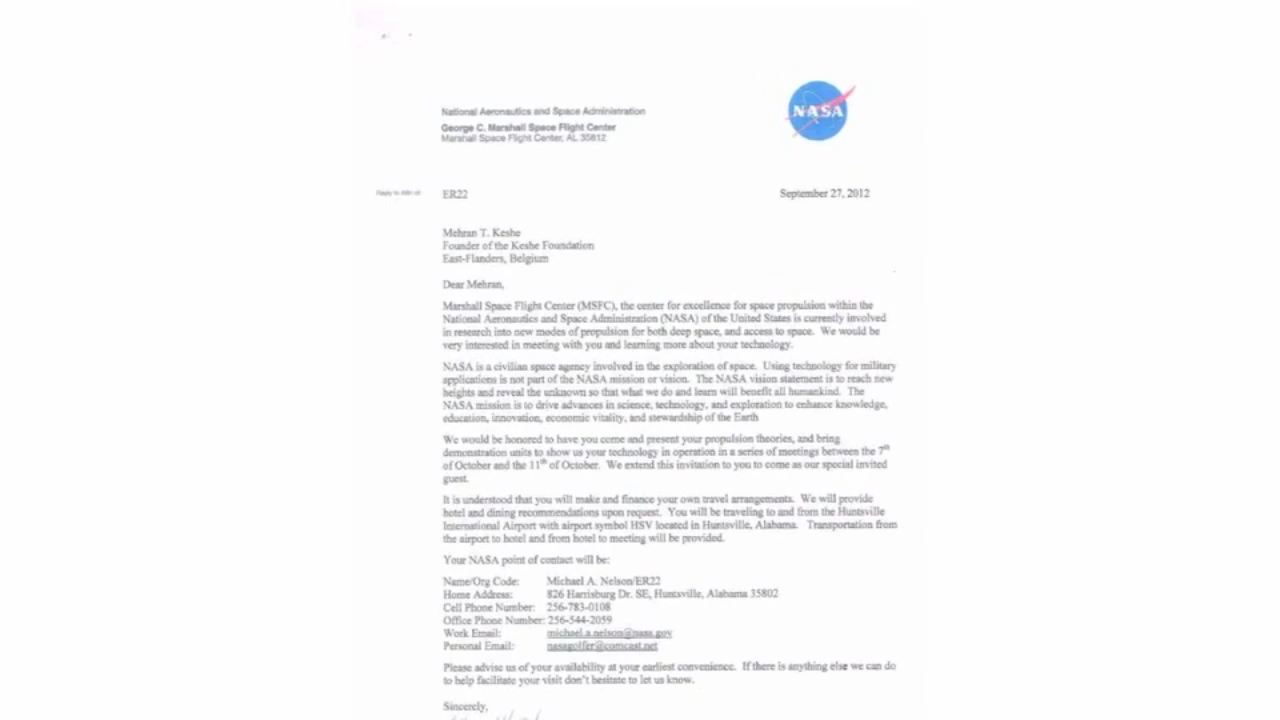 National Aeronautics and Space Administration
George C. Marshall Space Flight Center
Marshall Space Flight Center, AL 35812
NASA
Reply to Attn of:
ER22
September 27, 2012
Mehran T. Keshe
Founder of the Keshe Foundation
East-Flanders, Belgium
Dear Mehran,
Marshall Space Flight Center (MSFC), the center for excellence for space propulsion within the
National Aeronautics and Space Administration (NASA) of the United States is currently involved
in research into new modes of propulsion for both deep space, and access to space. We would be
very interested in meeting with you and learning more about your technology.
NASA is a civilian space agency involved in the exploration of space. Using technology for military
applications is not part of the NASA mission or vision. The NASA vision statement is to reach new
heights and reveal the unknown so that what we do and learn will benefit all humankind. The
NASA mission is to drive advances in science, technology, and exploration to enhance knowledge,
education, innovation, economic vitality, and stewardship of the Earth
We would be honored to have you come and present your propulsion theories, and bring
demonstration units to show us your technology in operation in a series of meetings between the 7th
of October and the 11th of October. We extend this invitation to you to come as our special invited
guest.
It is understood that you will make and finance your own travel arrangements. We will provide
hotel and dining recommendations upon request. You will be traveling to and from the Huntsville
International Airport with airport symbol HSV located in Huntsville, Alabama. Transportation from
the airport to hotel and from hotel to meeting will be provided.
Your NASA point of contact will be:
Name/Org Code: Michael A. Nelson/ER22
Home Address: 826 Harrisburg Dr. SE, Huntsville, Alabama 35802
Cell Phone Number: 256-783-0108
Office Phone Number: 256-544-2059
Work Email: michael.a.nelson@nasa.gov
Personal Email: nasagolfer@comcast.net
Please advise us of your availability at your earliest convenience. If there is anything else we can do
to help facilitate your visit don't hesitate to let us know.
Sincerely,